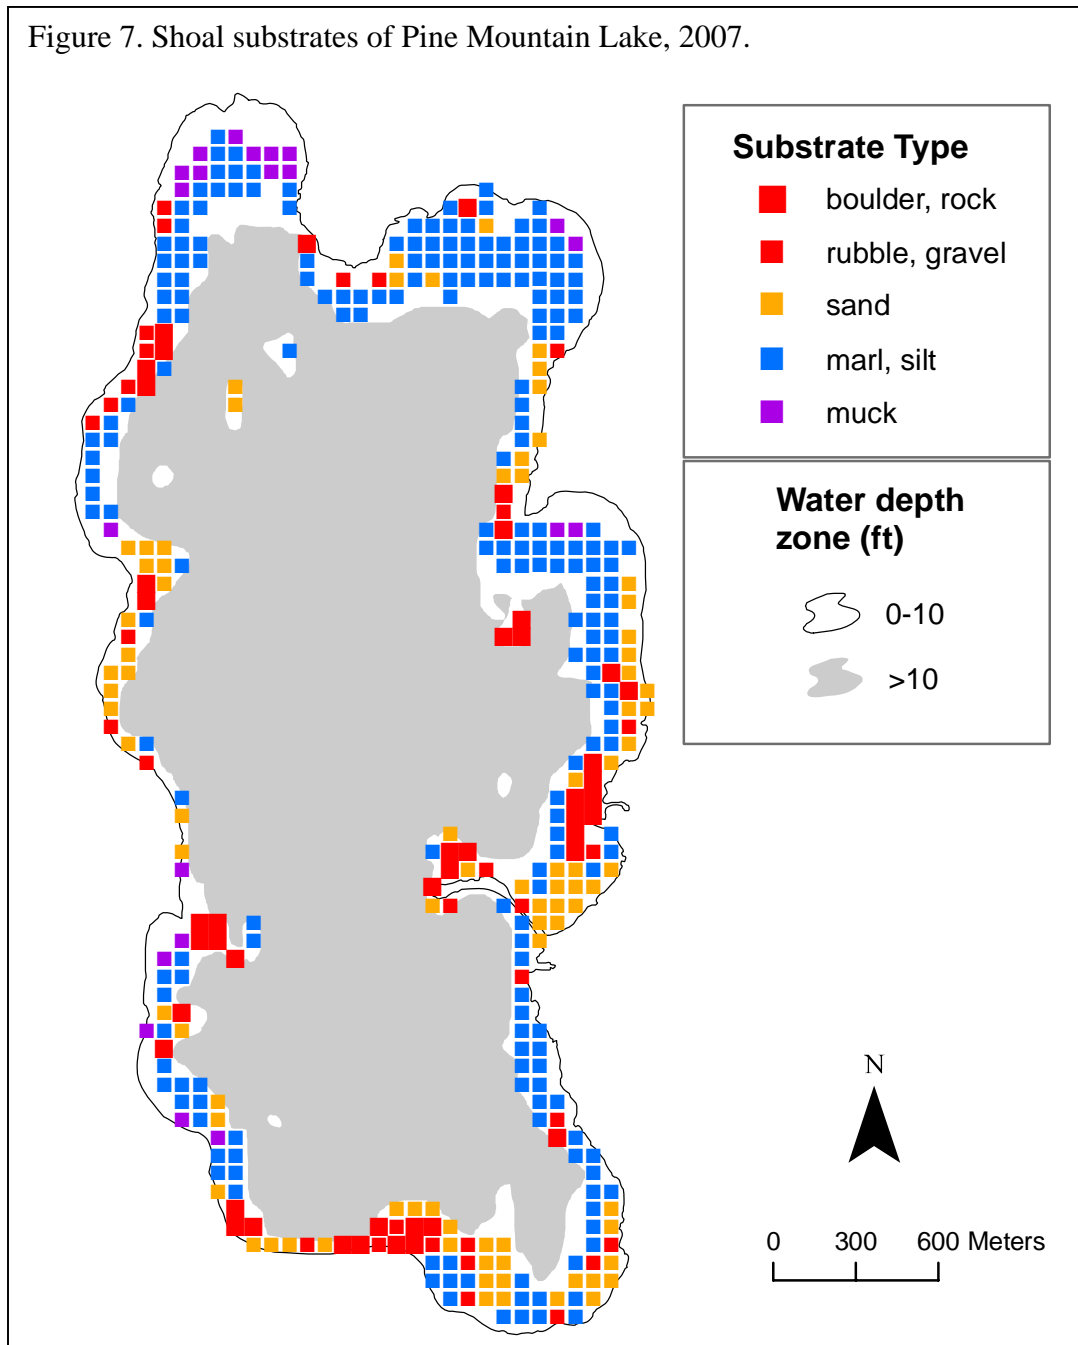 Figure 7. Shoal substrates of Pine Mountain Lake, 2007.
Substrate Type
boulder, rock
rubble, gravel
sand
marl, silt
muck
Water depth
zone (ft)
0-10
>10
N
0 300 600 Meters